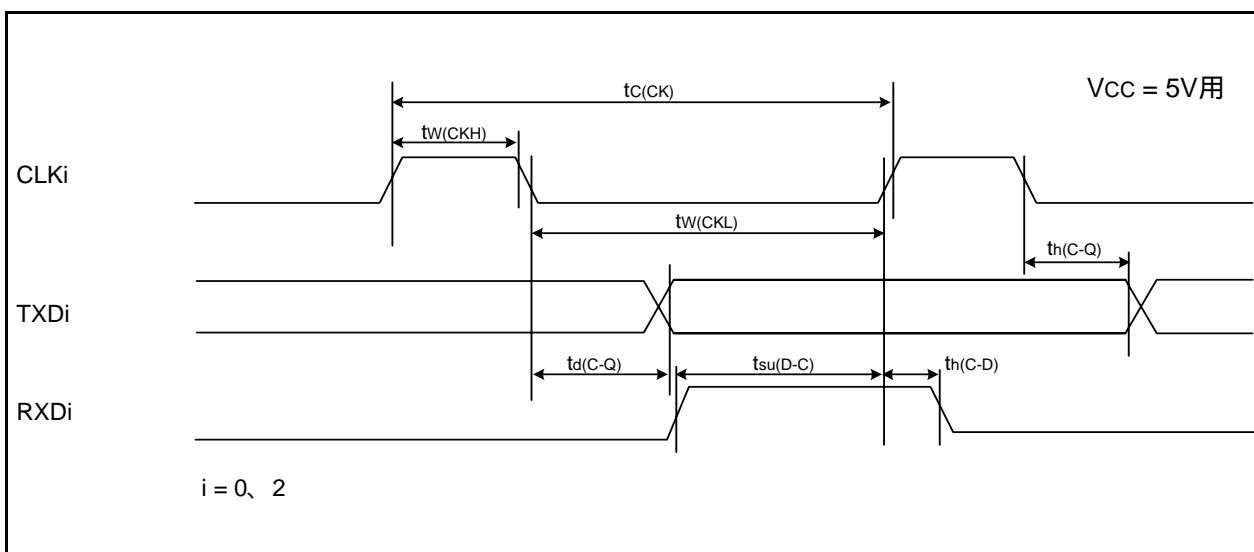 VCC = 5V用
tC(CK)
tW(CKH)
CLKi
tW(CKL)
th(C-Q)
TXDi
td(C-Q)
tsu(D-C)
th(C-D)
RXDi
i = 0、 2